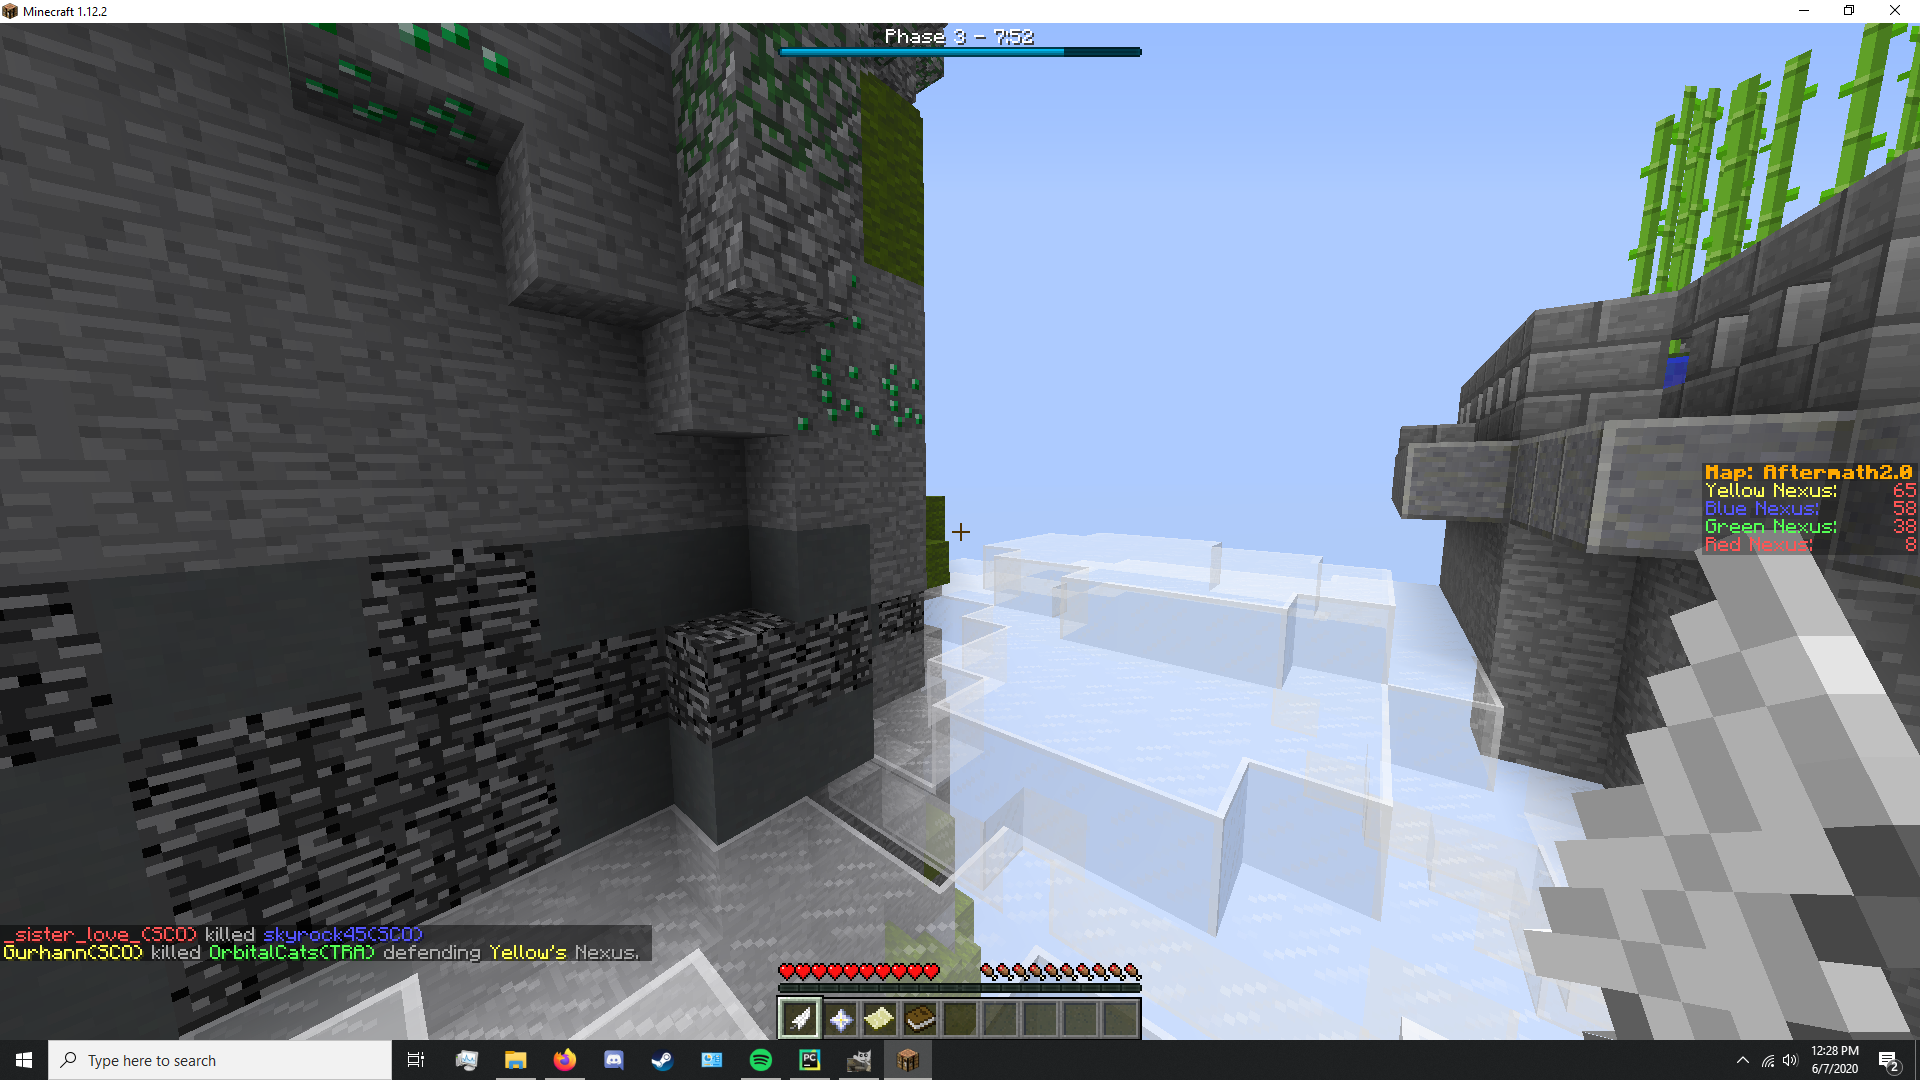 Minecraft 1.12.2
Phase 3 - 7:52
Map: Aftermath2.0
Yellow Nexus: 65
Blue Nexus: 58
Green Nexus: 38
Red Nexus: 8
_sister_love_(SCO) killed skyrock45(SCO)
Gurhann(SCO) killed OrbitalCats(TRA) defending Yellow's Nexus.
Type here to search
PC
12:28 PM
6/7/2020
2